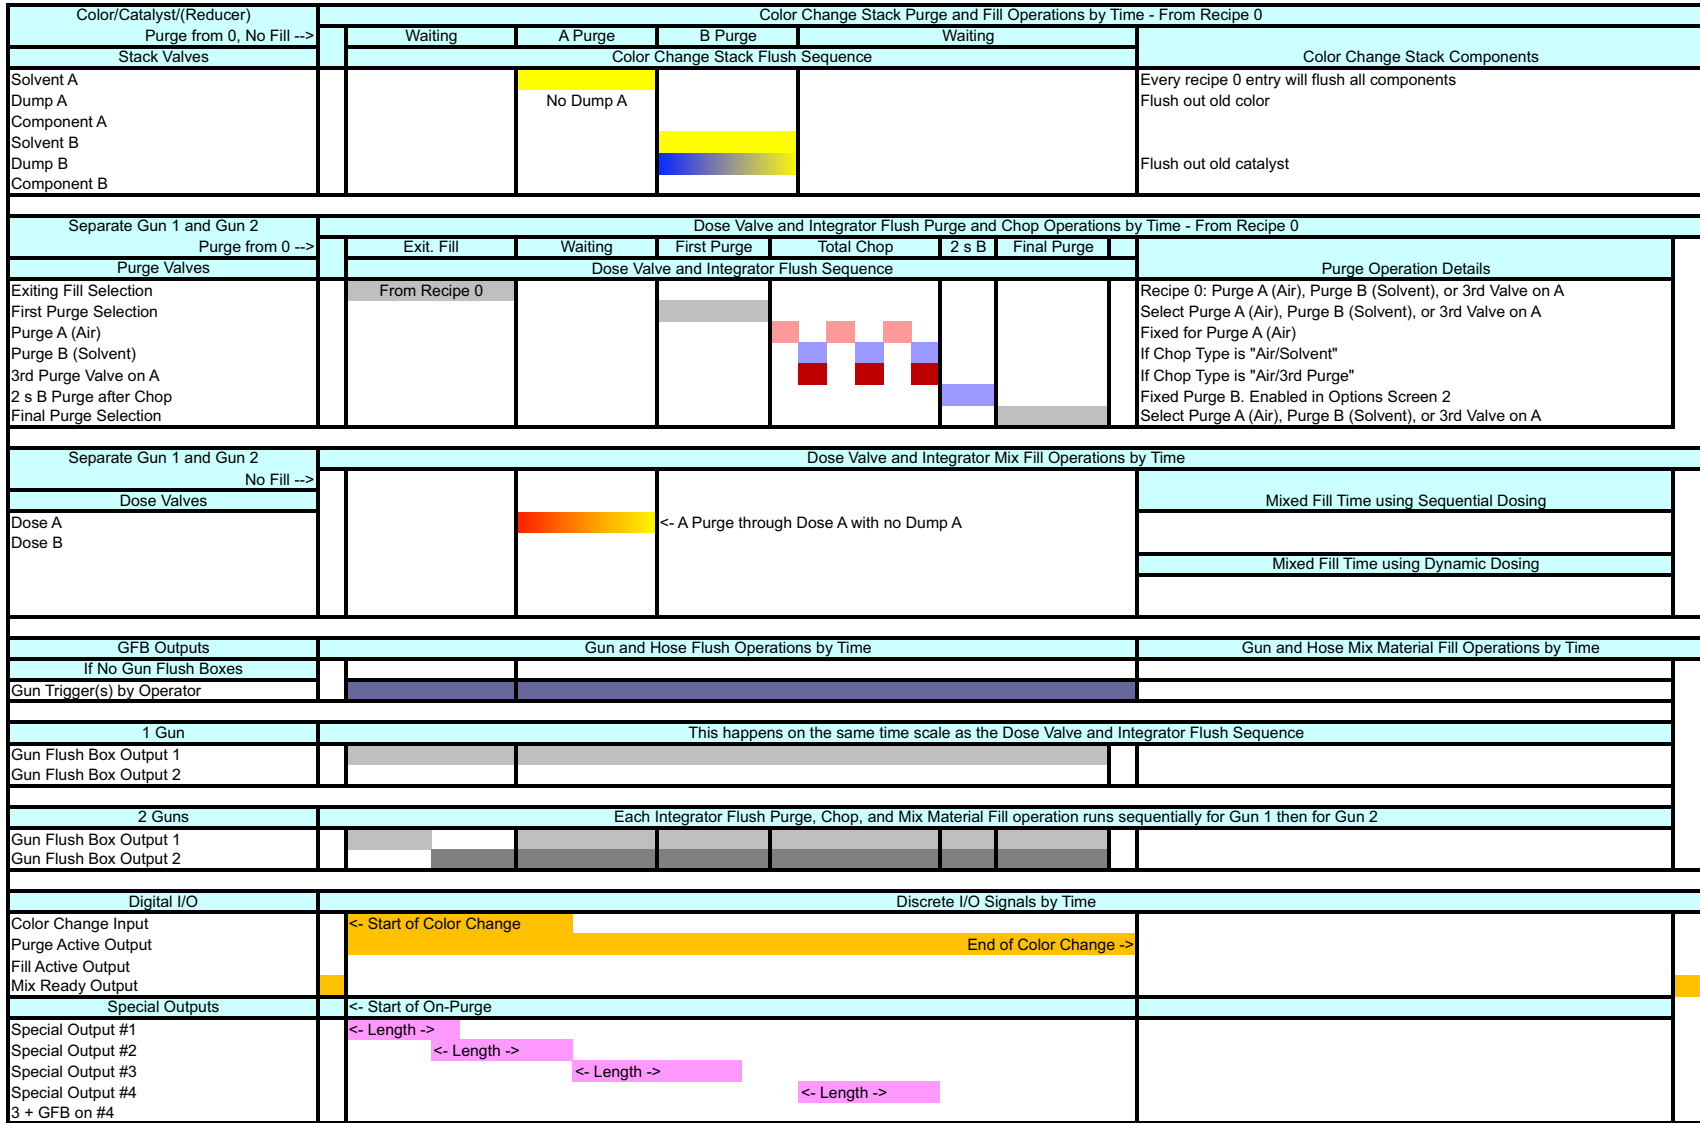 Color/Catalyst/(Reducer) Color Change Stack Purge and Fill Operations by Time - From Recipe 0
Purge from 0, No Fill --> Waiting A Purge B Purge Waiting
Stack Valves Color Change Stack Flush Sequence Color Change Stack Components
Solvent A Every recipe 0 entry will flush all components
Dump A No Dump A Flush out old color
Component A
Solvent B
Dump B Flush out old catalyst
Component B
Separate Gun 1 and Gun 2 Dose Valve and Integrator Flush Purge and Chop Operations by Time - From Recipe 0
Purge from 0 --> Exit. Fill Waiting First Purge Total Chop 2 s B Final Purge
Purge Valves Dose Valve and Integrator Flush Sequence Purge Operation Details
Exiting Fill Selection From Recipe 0 Recipe 0: Purge A (Air), Purge B (Solvent), or 3rd Valve on A
First Purge Selection Select Purge A (Air), Purge B (Solvent), or 3rd Valve on A
Purge A (Air) Fixed for Purge A (Air)
Purge B (Solvent) If Chop Type is "Air/Solvent"
3rd Purge Valve on A If Chop Type is "Air/3rd Purge"
2 s B Purge after Chop Fixed Purge B. Enabled in Options Screen 2
Final Purge Selection Select Purge A (Air), Purge B (Solvent), or 3rd Valve on A
Separate Gun 1 and Gun 2 Dose Valve and Integrator Mix Fill Operations by Time
No Fill -->
Dose Valves Mixed Fill Time using Sequential Dosing
Dose A <- A Purge through Dose A with no Dump A
Dose B
Mixed Fill Time using Dynamic Dosing
GFB Outputs Gun and Hose Flush Operations by Time Gun and Hose Mix Material Fill Operations by Time
If No Gun Flush Boxes
Gun Trigger(s) by Operator
1 Gun This happens on the same time scale as the Dose Valve and Integrator Flush Sequence
Gun Flush Box Output 1
Gun Flush Box Output 2
2 Guns Each Integrator Flush Purge, Chop, and Mix Material Fill operation runs sequentially for Gun 1 then for Gun 2
Gun Flush Box Output 1
Gun Flush Box Output 2
Digital I/O Discrete I/O Signals by Time
Color Change Input <- Start of Color Change
Purge Active Output End of Color Change ->
Fill Active Output
Mix Ready Output
Special Outputs <- Start of On-Purge
Special Output #1 <- Length ->
Special Output #2 <- Length ->
Special Output #3 <- Length ->
Special Output #4 <- Length ->
3 + GFB on #4